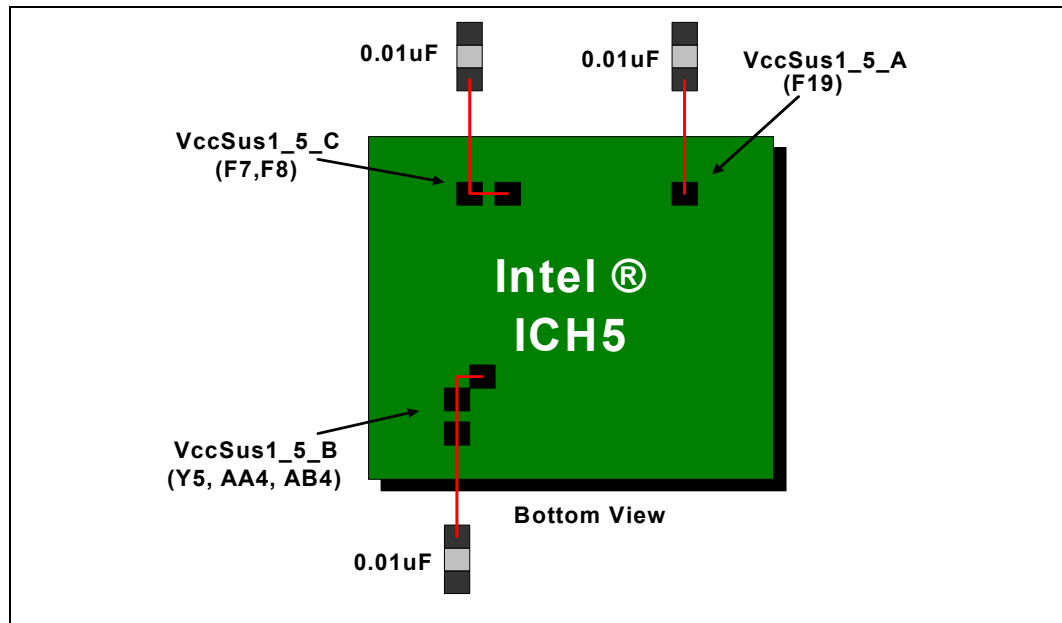 0.01uF
0.01uF
VccSus1_5_A
(F19)
VccSus1_5_C
(F7,F8)
Intel ®
ICH5
VccSus1_5_B
(Y5, AA4, AB4)
Bottom View
0.01uF